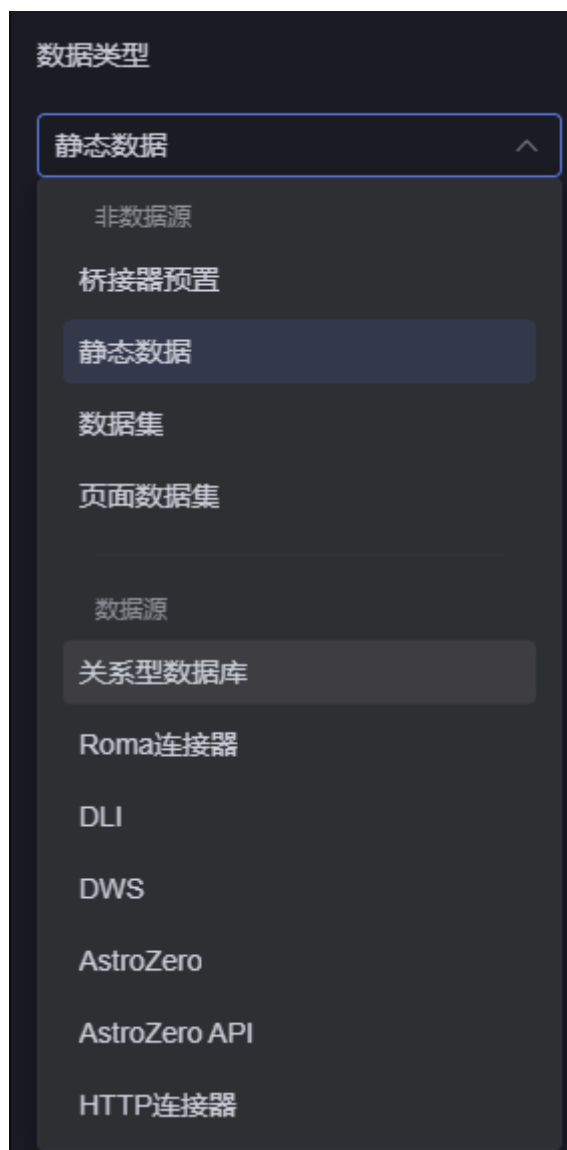 数据类型
静态数据
非数据源
桥接器预置
静态数据
数据集
页面数据集
数据源
关系型数据库
Roma连接器
DLI
DWS
AstroZero
AstroZero API
HTTP连接器